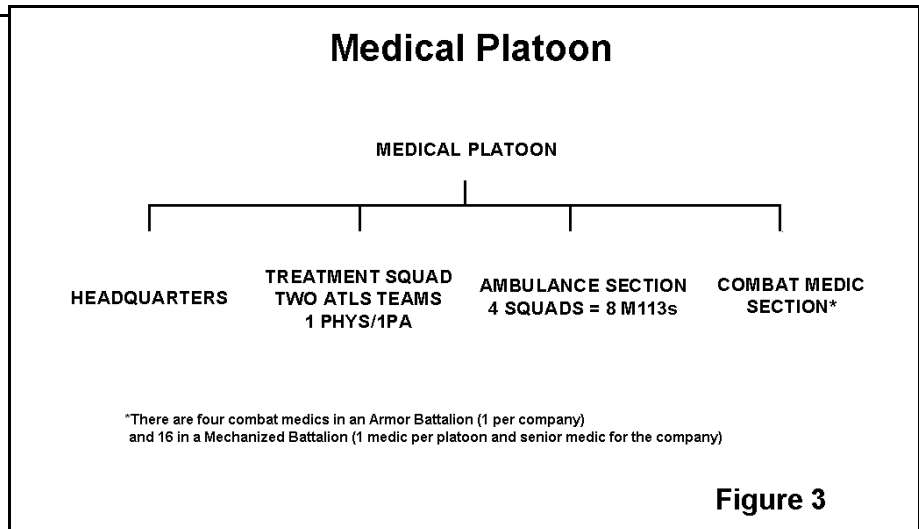 Medical Platoon
MEDICAL PLATOON
HEADQUARTERS
TREATMENT SQUAD
TWO ATLS TEAMS
1 PHYS/1PA
AMBULANCE SECTION
4 SQUADS = 8 M113s
COMBAT MEDIC
SECTION*
*There are four combat medics in an Armor Battalion (1 per company)
and 16 in a Mechanized Battalion (1 medic per platoon and senior medic for the company)
Figure 3